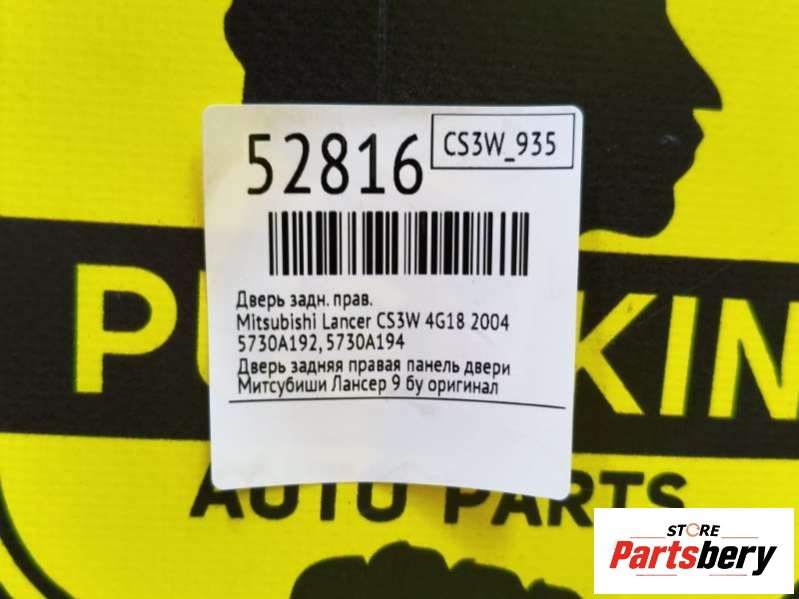 52816
CS3W_935
Дверь задн. прав.
Mitsubishi Lancer CS3W 4G18 2004
5730A192, 5730A194
Дверь задняя правая панель двери
Митсубиши Лансер 9 бу оригинал
AUTO PARTS
STORE
Partsbery